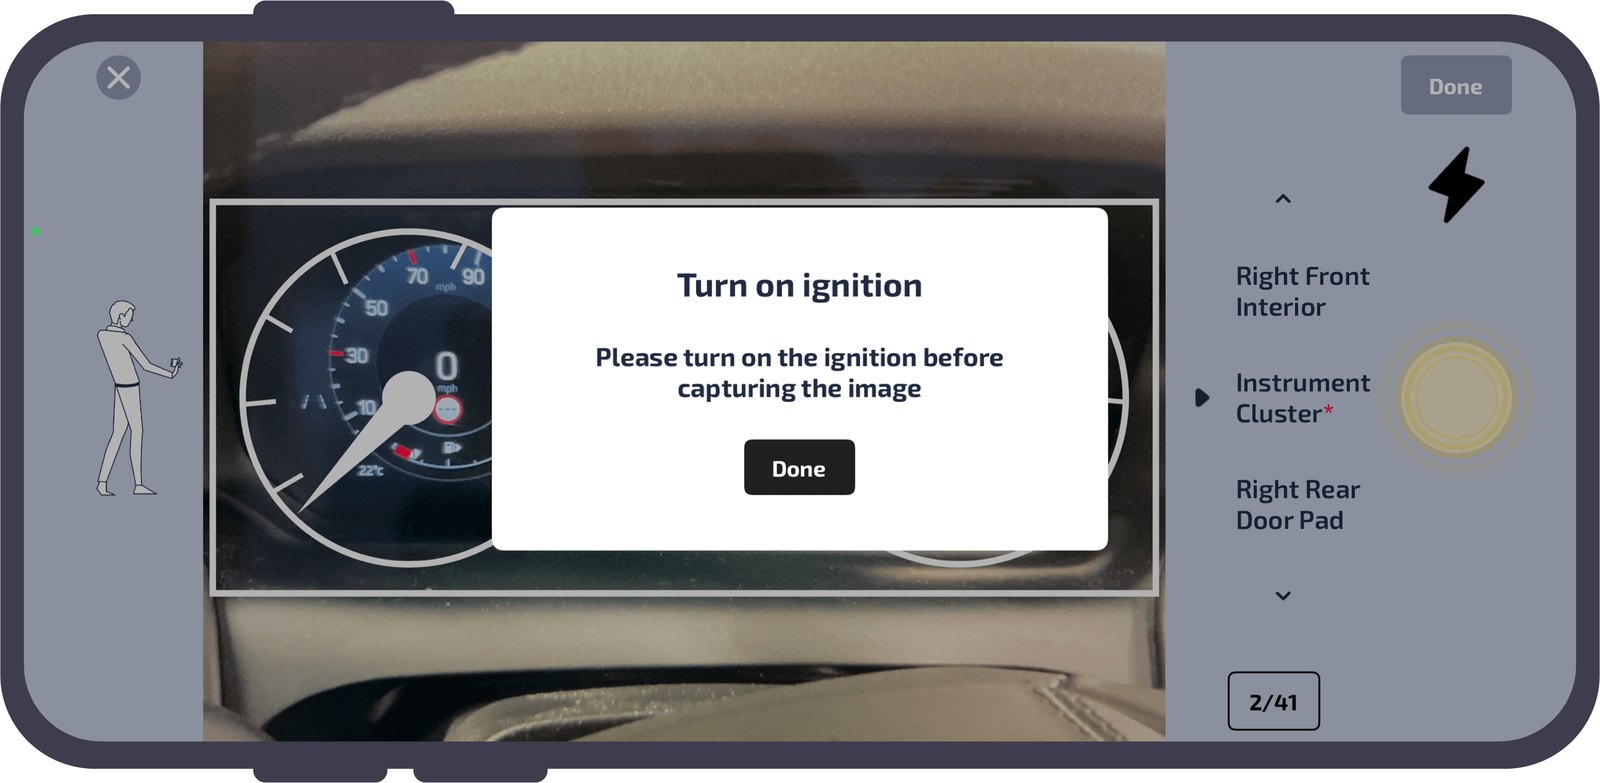 Done
70
90
mph
50
30
0
mph
10
22°c
Turn on ignition
Please turn on the ignition before
capturing the image
Done
Right Front
Interior
Instrument
Cluster*
Right Rear
Door Pad
2/41